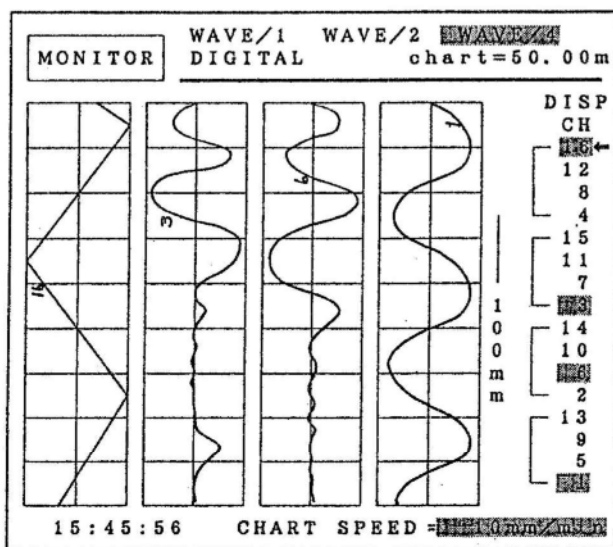 WAVE/1 WAVE/2 WAVE/4
MONITOR
DIGITAL chart=50.00m
DISP
CH
16
12
8
4
15
11
7
3
14
10
6
2
13
9
5
1
16
3
6
1
100mm
15:45:56 CHART SPEED =